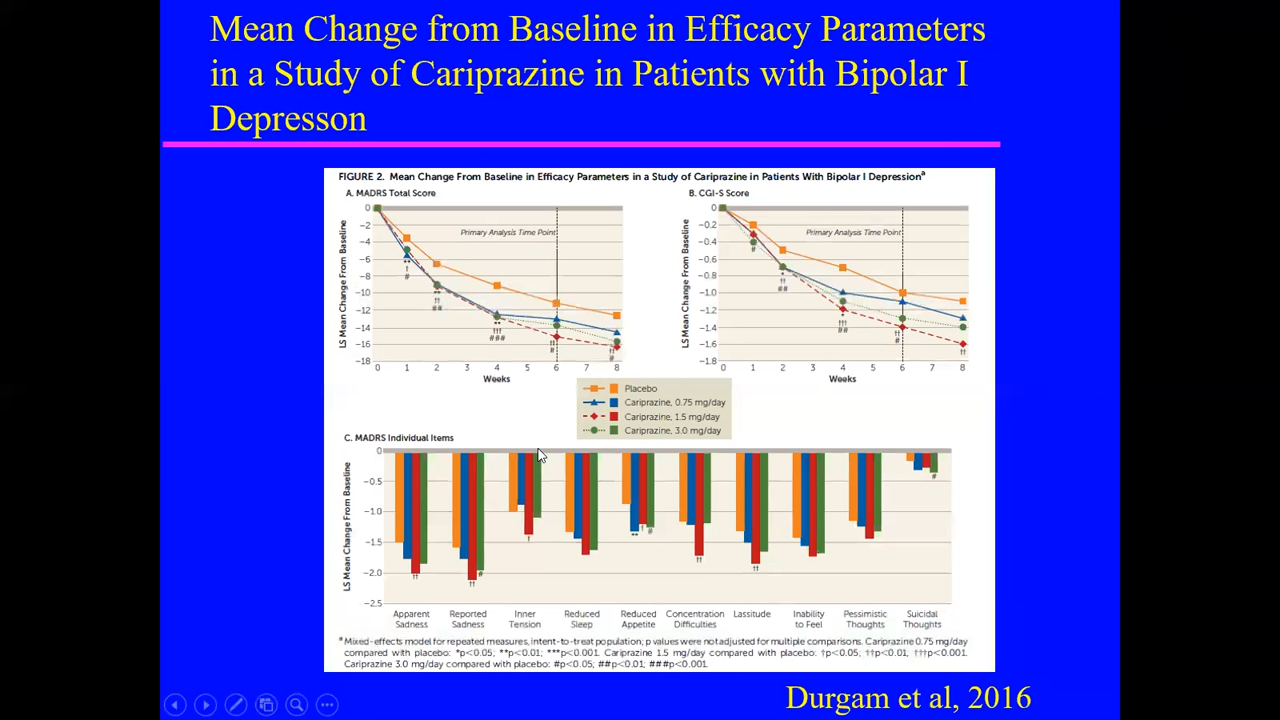 Mean Change from Baseline in Efficacy Parameters
in a Study of Cariprazine in Patients with Bipolar I
Depresson
FIGURE 2. Mean Change From Baseline in Efficacy Parameters in a Study of Cariprazine in Patients With Bipolar I Depressionᵃ
A. MADRS Total Score
LS Mean Change From Baseline
0
−2
−4
−6
−8
−10
−12
−14
−16
−18
Primary Analysis Time Point
**
†
#
**
††
##
**
†††
###
††
#
††
#
0 1 2 3 4 5 6 7 8
Weeks
B. CGI-S Score
LS Mean Change From Baseline
0
−0.2
−0.4
−0.6
−0.8
−1.0
−1.2
−1.4
−1.6
−1.8
Primary Analysis Time Point
#
*
††
##
*
†††
##
††
#
††
0 1 2 3 4 5 6 7 8
Weeks
Placebo
Cariprazine, 0.75 mg/day
Cariprazine, 1.5 mg/day
Cariprazine, 3.0 mg/day
C. MADRS Individual Items
LS Mean Change From Baseline
0
−0.5
−1.0
−1.5
−2.0
−2.5
††
††
#
†
**
†
#
††
††
#
Apparent Sadness
Reported Sadness
Inner Tension
Reduced Sleep
Reduced Appetite
Concentration Difficulties
Lassitude
Inability to Feel
Pessimistic Thoughts
Suicidal Thoughts
ᵃ Mixed-effects model for repeated measures, intent-to-treat population; p values were not adjusted for multiple comparisons. Cariprazine 0.75 mg/day
compared with placebo: *p<0.05; **p<0.01; ***p<0.001. Cariprazine 1.5 mg/day compared with placebo: †p<0.05; ††p<0.01, †††p<0.001.
Cariprazine 3.0 mg/day compared with placebo: #p<0.05; ##p<0.01; ###p<0.001.
Durgam et al, 2016